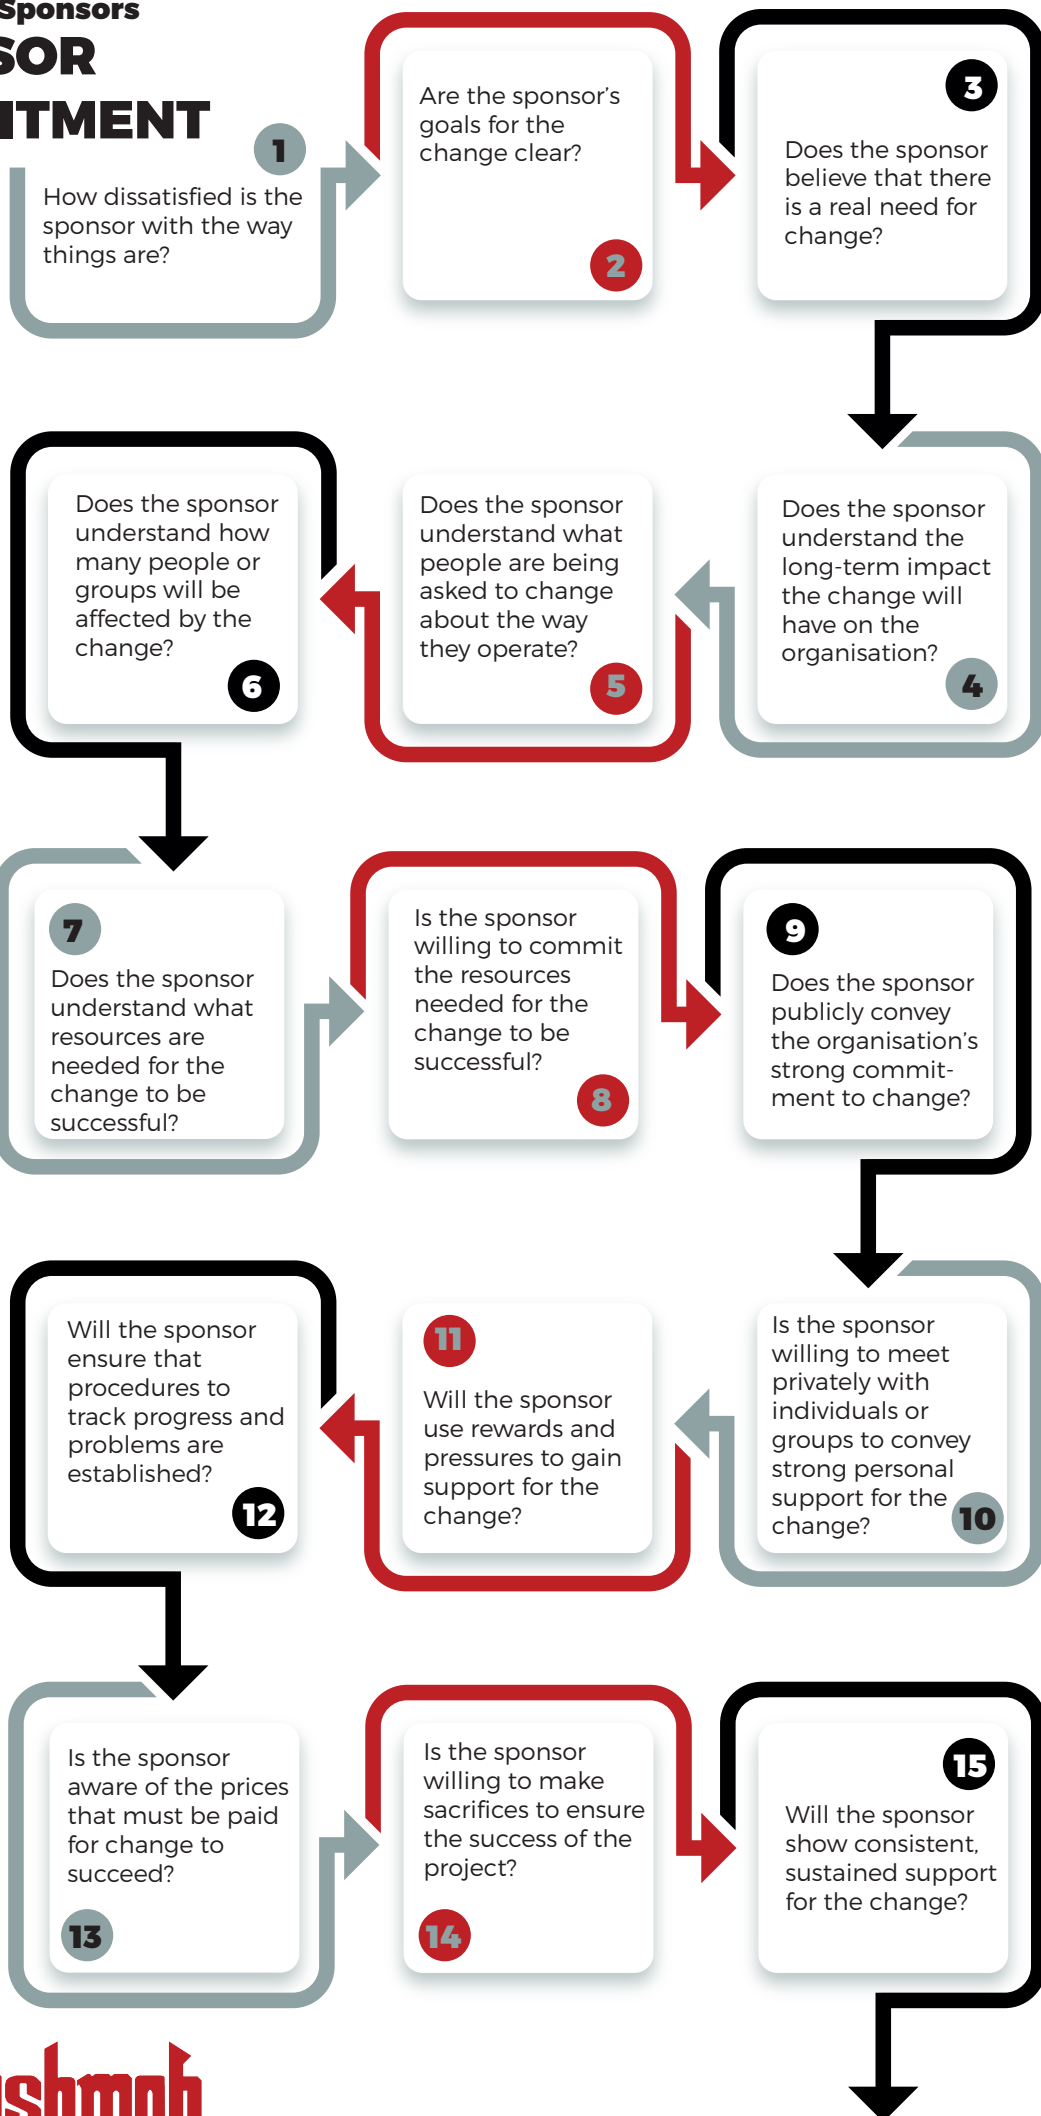 Sponsors
SOR
ITMENT
1
How dissatisfied is the
sponsor with the way
things are?
Are the sponsor's
goals for the
change clear?
2
3
Does the sponsor
believe that there
is a real need for
change?
Does the sponsor
understand the
long-term impact
the change will
have on the
organisation?
4
Does the sponsor
understand what
people are being
asked to change
about the way
they operate?
5
Does the sponsor
understand how
many people or
groups will be
affected by the
change?
6
7
Does the sponsor
understand what
resources are
needed for the
change to be
successful?
Is the sponsor
willing to commit
the resources
needed for the
change to be
successful?
8
9
Does the sponsor
publicly convey
the organisation's
strong commit-
ment to change?
Is the sponsor
willing to meet
privately with
individuals or
groups to convey
strong personal
support for the
change?
10
11
Will the sponsor
use rewards and
pressures to gain
support for the
change?
Will the sponsor
ensure that
procedures to
track progress and
problems are
established?
12
Is the sponsor
aware of the prices
that must be paid
for change to
succeed?
13
Is the sponsor
willing to make
sacrifices to ensure
the success of the
project?
14
15
Will the sponsor
show consistent,
sustained support
for the change?